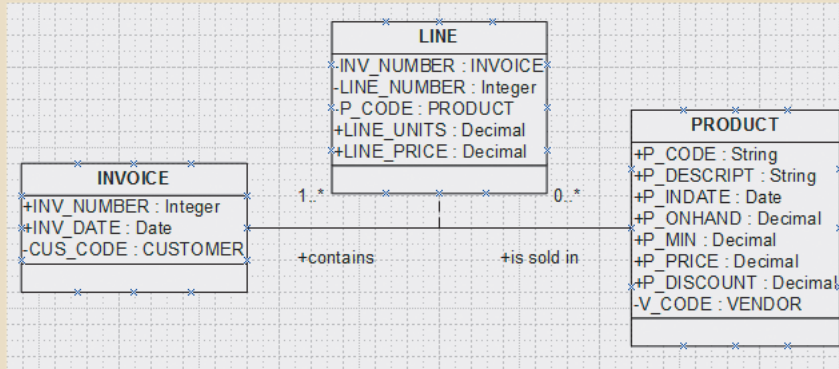 LINE
-INV_NUMBER : INVOICE
-LINE_NUMBER : Integer
-P_CODE : PRODUCT
+LINE_UNITS : Decimal
+LINE_PRICE : Decimal
INVOICE
+INV_NUMBER : Integer
+INV_DATE : Date
-CUS_CODE : CUSTOMER
1..*
0..*
+contains
+is sold in
PRODUCT
+P_CODE : String
+P_DESCRIPT : String
+P_INDATE : Date
+P_ONHAND : Decimal
+P_MIN : Decimal
+P_PRICE : Decimal
+P_DISCOUNT : Decimal
-V_CODE : VENDOR